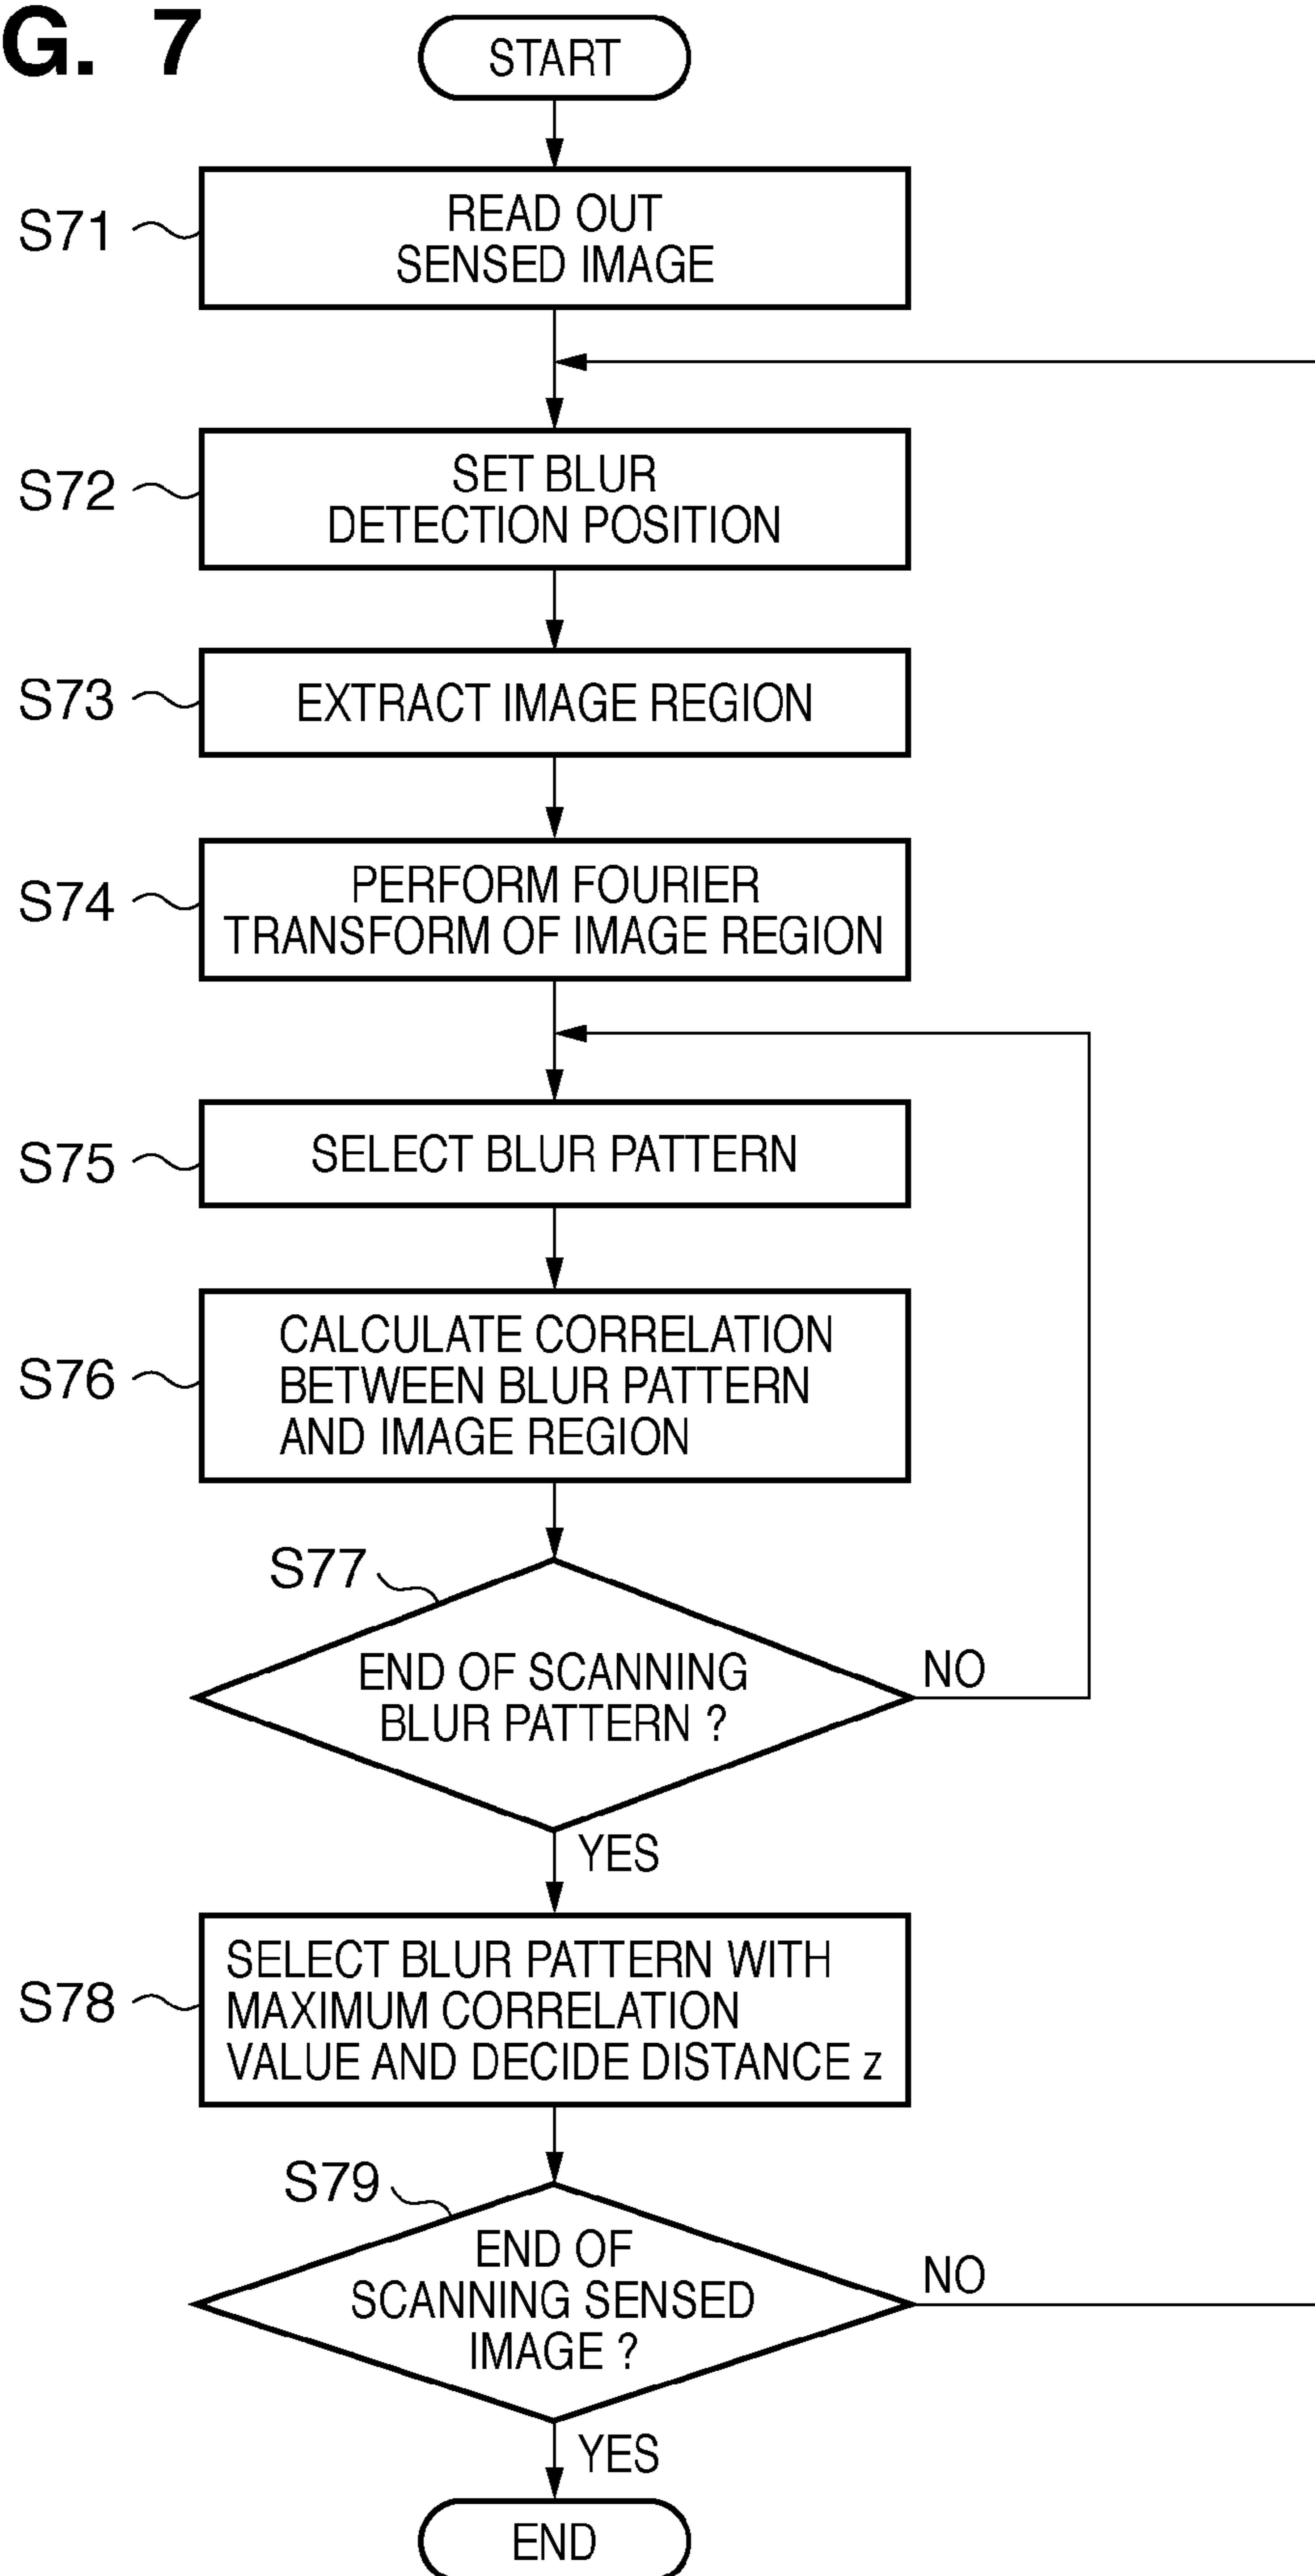 G. 7
START
S71
READ OUT
SENSED IMAGE
S72
SET BLUR
DETECTION POSITION
S73
EXTRACT IMAGE REGION
S74
PERFORM FOURIER
TRANSFORM OF IMAGE REGION
S75
SELECT BLUR PATTERN
S76
CALCULATE CORRELATION
BETWEEN BLUR PATTERN
AND IMAGE REGION
S77
END OF SCANNING
BLUR PATTERN ?
NO
YES
S78
SELECT BLUR PATTERN WITH
MAXIMUM CORRELATION
VALUE AND DECIDE DISTANCE z
S79
END OF
SCANNING SENSED
IMAGE ?
NO
YES
END